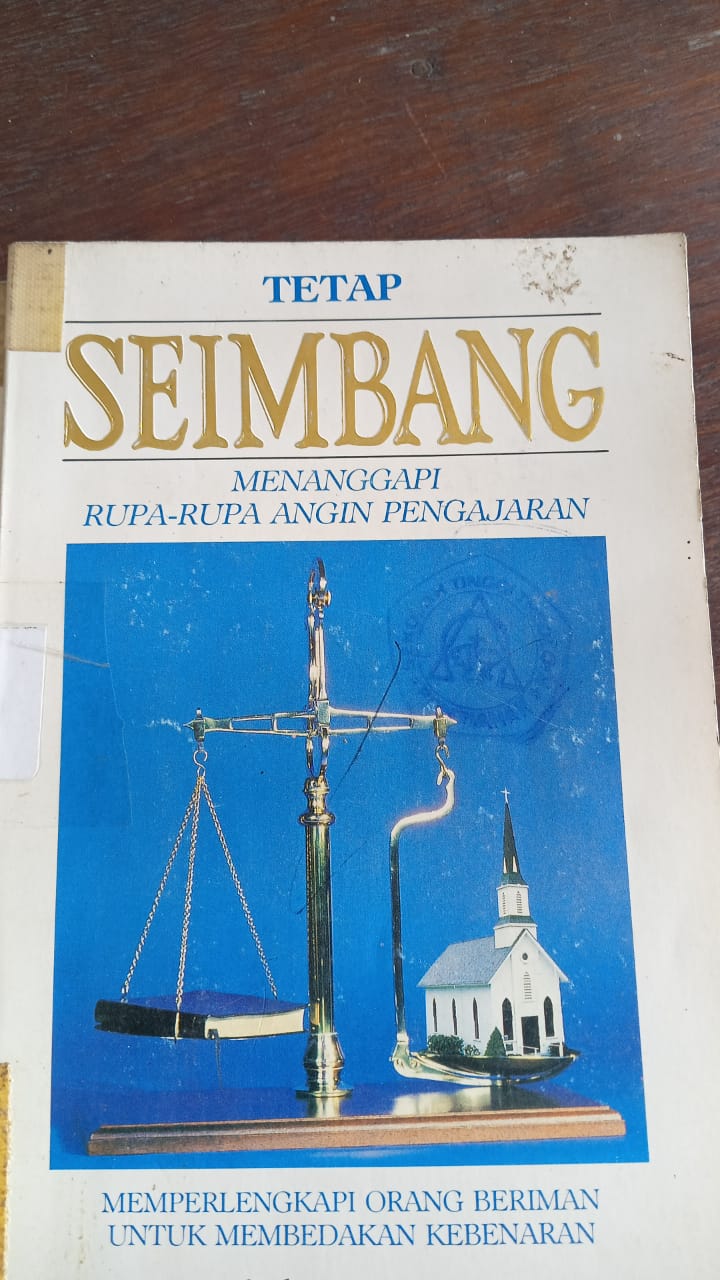 TETAP
SEIMBANG
MENANGGAPI
RUPA-RUPA ANGIN PENGAJARAN
MEMPERLENGKAPI ORANG BERIMAN
UNTUK MEMBEDAKAN KEBENARAN